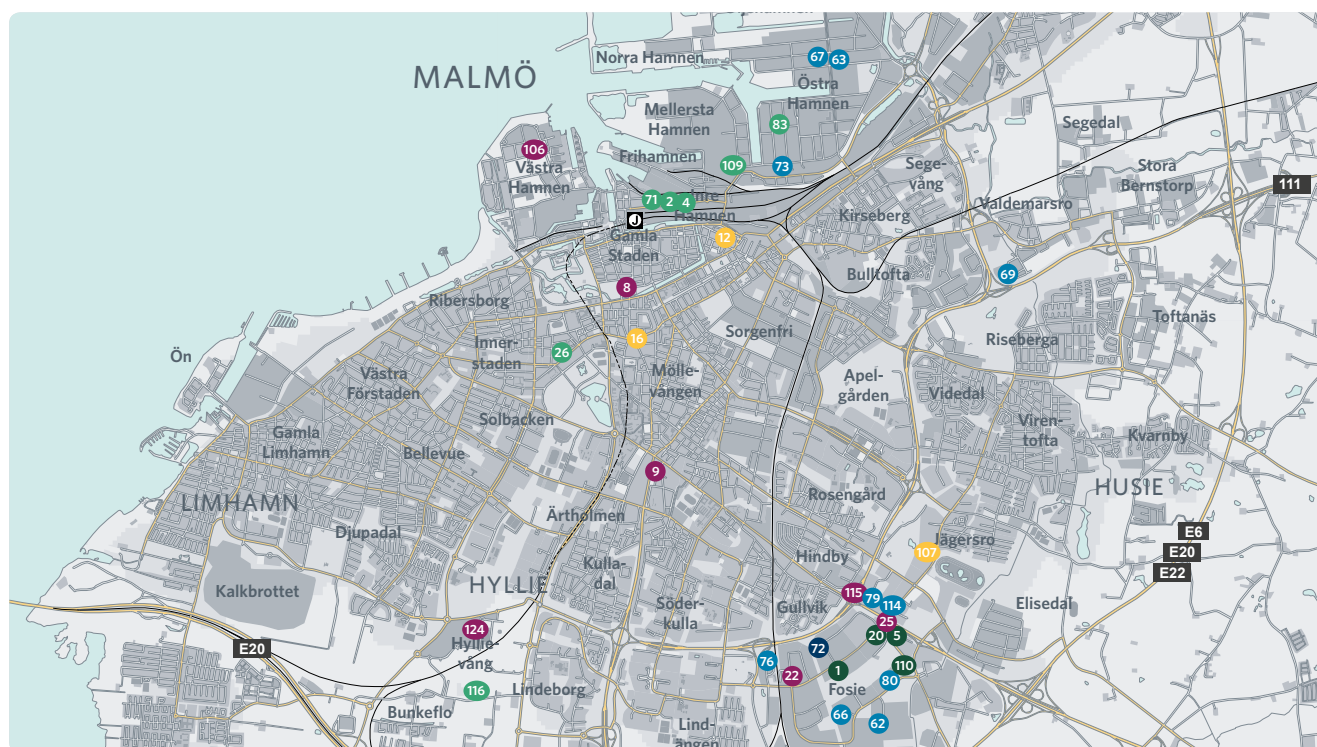 Norra Hamnen
67
63
MALMÖ
Östra
Hamnen
Mellersta
Hamnen
83
Segedal
106
Västra
Hamnen
Frihamnen
109
73
Sege-
vång
Stora
Bernstorp
111
71
2
4
Inre
Hamnen
Kirseberg
Valdemarsro
Gamla
Staden
12
Bulltofta
69
8
Ribersborg
Toftanäs
16
Sorgenfri
Riseberga
Inner-
staden
26
Ön
Västra
Förstaden
Mölle-
vången
Apel-
gården
Videdal
Solbacken
Viren-
tofta
Kvarnby
Gamla
Limhamn
Bellevue
9
Rosengård
HUSIE
LIMHAMN
Ärtholmen
Djupadal
E6
E20
E22
Jägersro
107
Hindby
Kulla-
dal
HYLLIE
Kalkbrottet
115
79
114
Gullvik
Elisedal
Söder-
kulla
25
124
Hyllie-
vång
20
5
E20
72
76
110
1
22
80
Fosie
116
Lindeborg
Bunkeflo
66
62
Lind-
ängen